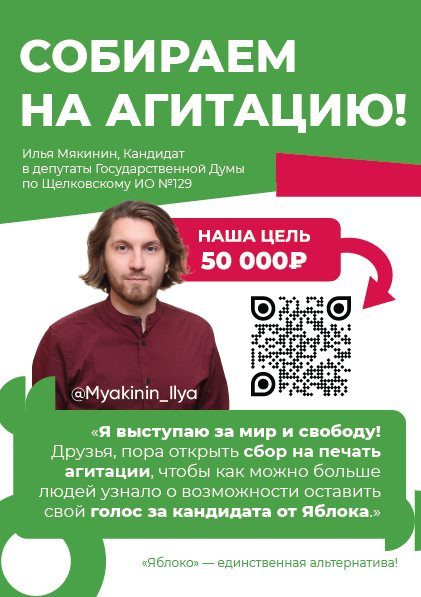 СОБИРАЕМ
НА АГИТАЦИЮ!
Илья Мякинин, Кандидат
в депутаты Государственной Думы
по Щелковскому ИО №129
НАША ЦЕЛЬ
50 000₽
@Myakinin_Ilya
«Я выступаю за мир и свободу!
Друзья, пора открыть сбор на печать
агитации, чтобы как можно больше
людей узнало о возможности оставить
свой голос за кандидата от Яблока.»
«Яблоко» — единственная альтернатива!